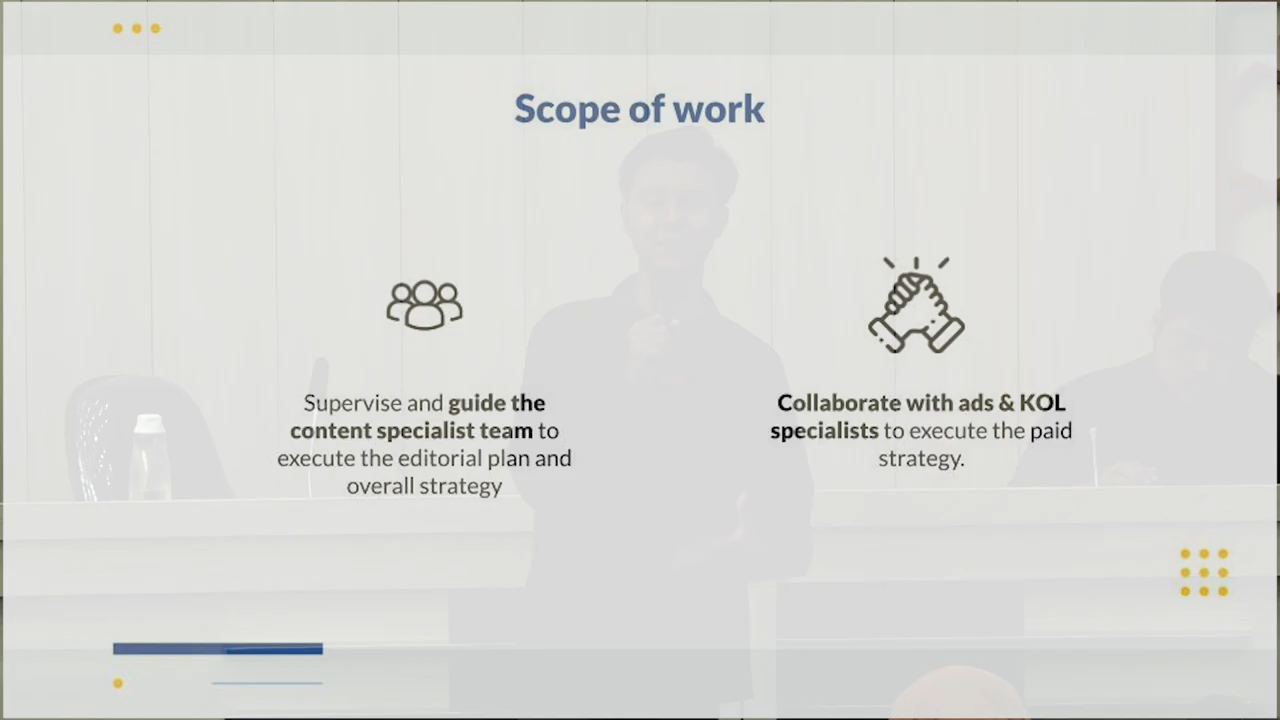 Scope of work
Supervise and guide the
content specialist team to
execute the editorial plan and
overall strategy
Collaborate with ads & KOL
specialists to execute the paid
strategy.